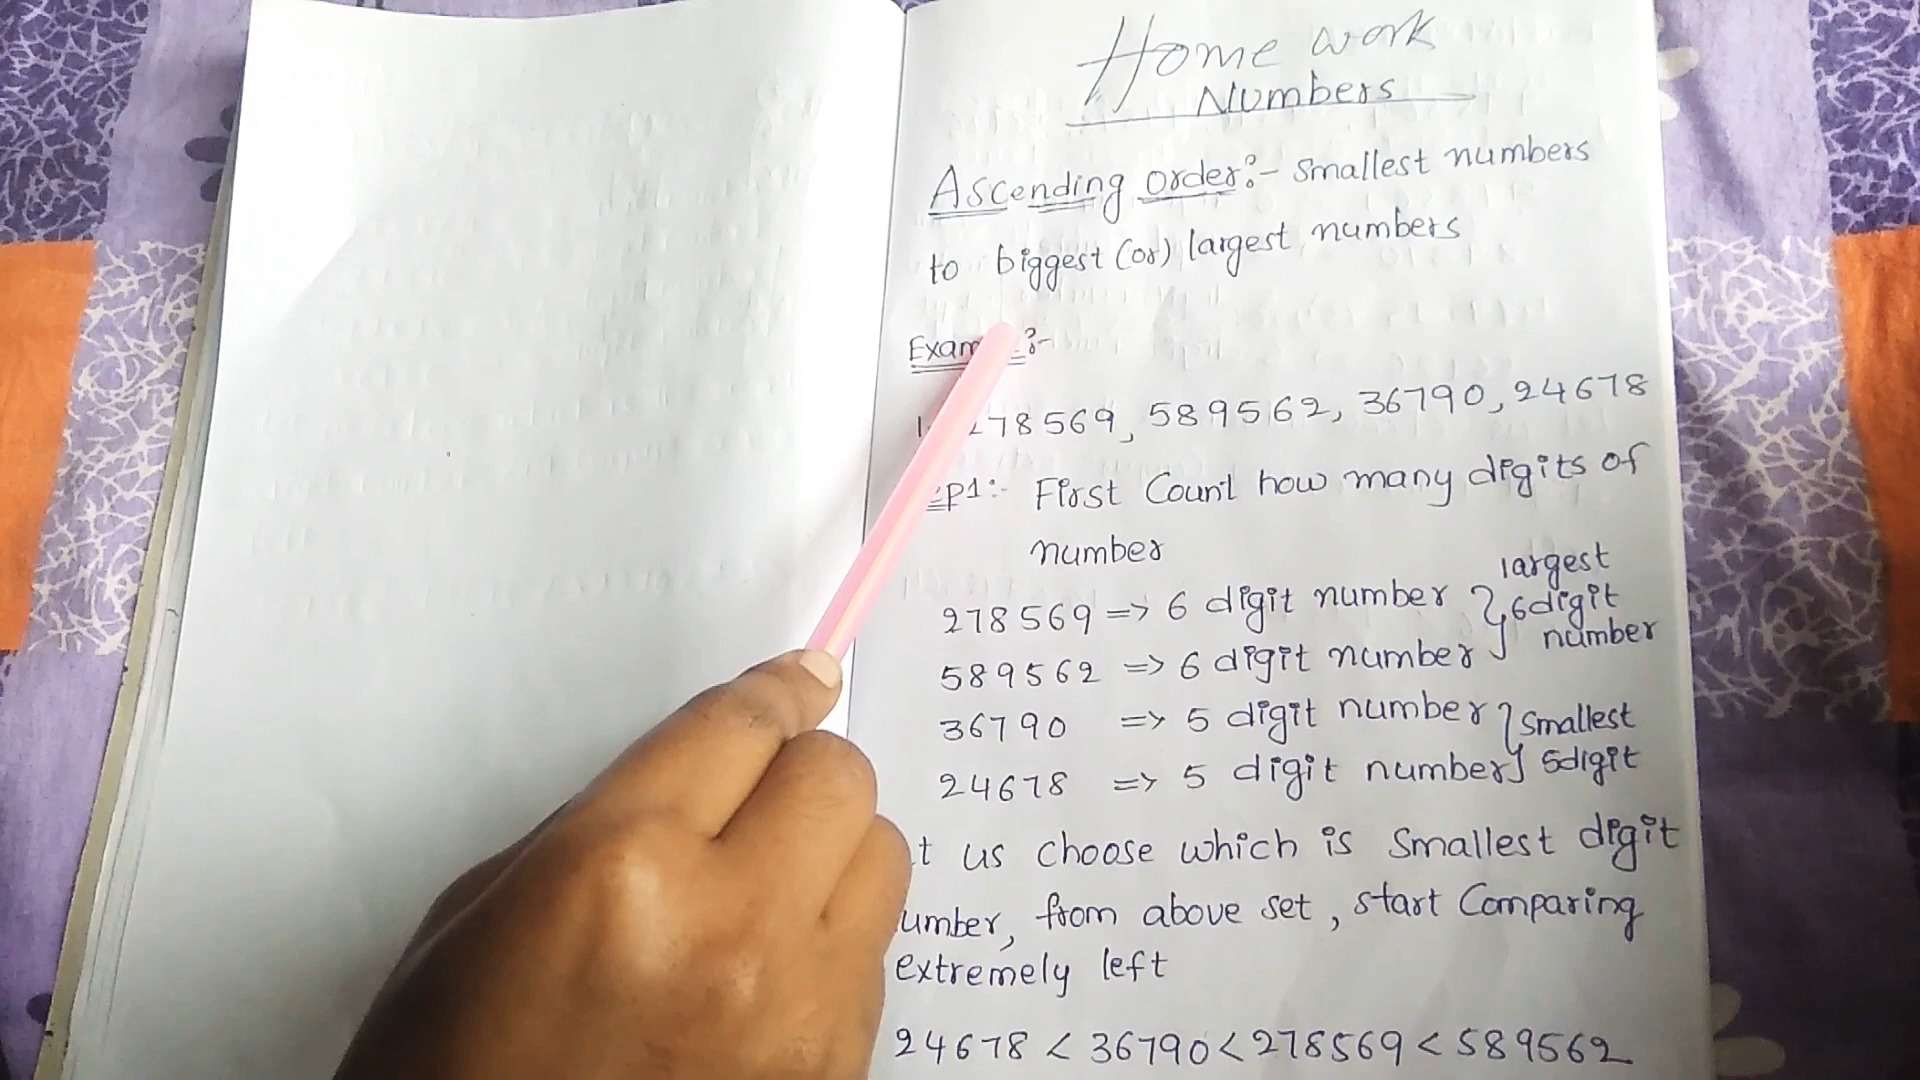 Home work
Numbers
Ascending order:- Smallest numbers
to biggest (or) largest numbers
:-
1. 278569, 589562, 36790, 24678
First Count how many digits of
number
278569 => 6 digit number } largest 6digit number
589562 => 6 digit number
36790 => 5 digit number } smallest 5digit
24678 => 5 digit number
us choose which is smallest digit
from above set, start Comparing
extremely left
24678 < 36790 < 278569 < 589562